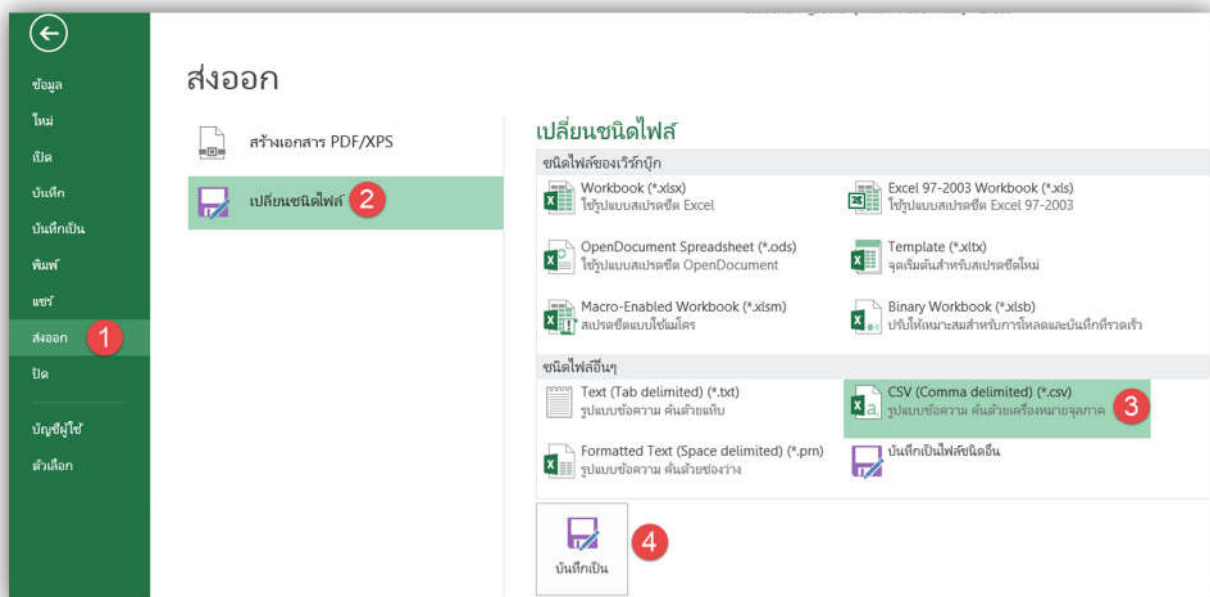 ข้อมูล
ใหม่
เปิด
บันทึก
บันทึกเป็น
พิมพ์
แชร์
ส่งออก 1
ปิด
บัญชีผู้ใช้
ตัวเลือก
ส่งออก
สร้างเอกสาร PDF/XPS
เปลี่ยนชนิดไฟล์ 2
เปลี่ยนชนิดไฟล์
ชนิดไฟล์ของเวิร์กบุ๊ก
Workbook (*.xlsx)
ใช้รูปแบบสเปรดชีต Excel
Excel 97-2003 Workbook (*.xls)
ใช้รูปแบบสเปรดชีต Excel 97-2003
OpenDocument Spreadsheet (*.ods)
ใช้รูปแบบสเปรดชีต OpenDocument
Template (*.xltx)
จุดเริ่มต้นสำหรับสเปรดชีตใหม่
Macro-Enabled Workbook (*.xlsm)
สเปรดชีตแบบใช้แมโคร
Binary Workbook (*.xlsb)
ปรับให้เหมาะสมสำหรับการโหลดและบันทึกที่รวดเร็ว
ชนิดไฟล์อื่นๆ
Text (Tab delimited) (*.txt)
รูปแบบข้อความ คั่นด้วยแท็บ
CSV (Comma delimited) (*.csv)
รูปแบบข้อความ คั่นด้วยเครื่องหมายจุลภาค 3
Formatted Text (Space delimited) (*.prn)
รูปแบบข้อความ คั่นด้วยช่องว่าง
บันทึกเป็นไฟล์ชนิดอื่น
บันทึกเป็น 4